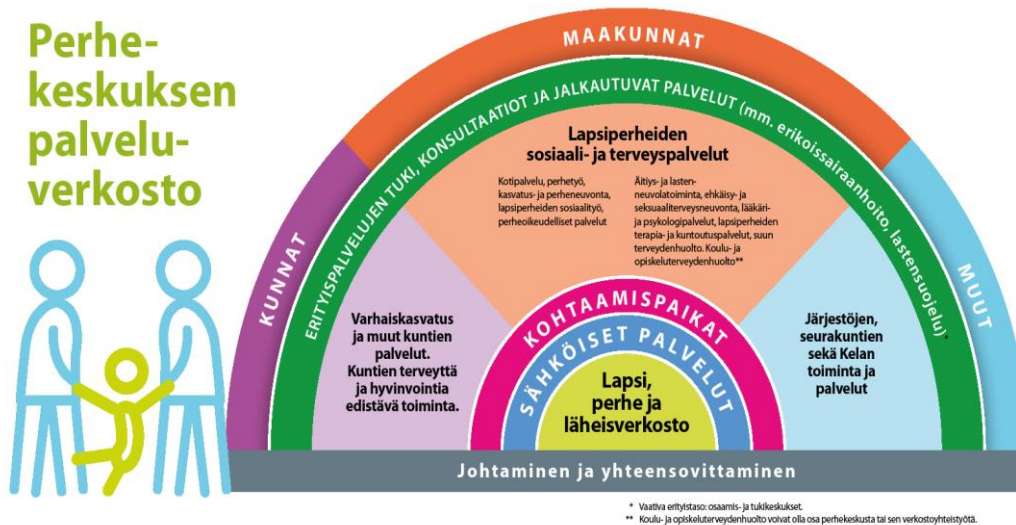 Perhe-
keskuksen
palvelu-
verkosto
KUNNAT
MAAKUNNAT
MUUT
ERITYISPALVELUJEN TUKI, KONSULTAATIOT JA JALKAUTUVAT PALVELUT (mm. erikoissairaanhoito, lastensuojelu)*
Lapsiperheiden
sosiaali- ja terveyspalvelut
Kotipalvelu, perhetyö,
kasvatus- ja perheneuvonta,
lapsiperheiden sosiaalityö,
perheoikeudelliset palvelut
Äitiys- ja lasten-
neuvolatoiminta, ehkäisy- ja
seksuaaliterveysneuvonta, lääkäri-
ja psykologipalvelut, lapsiperheiden
terapia- ja kuntoutuspalvelut, suun
terveydenhuolto. Koulu- ja
opiskeluterveydenhuolto**
Varhaiskasvatus
ja muut kuntien
palvelut.
Kuntien terveyttä
ja hyvinvointia
edistävä toiminta.
KOHTAAMISPAIKAT
SÄHKÖISET PALVELUT
Lapsi,
perhe ja
läheisverkosto
Järjestöjen,
seurakuntien
sekä Kelan
toiminta ja
palvelut
Johtaminen ja yhteensovittaminen
* Vaativa erityistaso: osaamis- ja tukikeskukset.
** Koulu- ja opiskeluterveydenhuolto voivat olla osa perhekeskusta tai sen verkostoyhteistyötä.